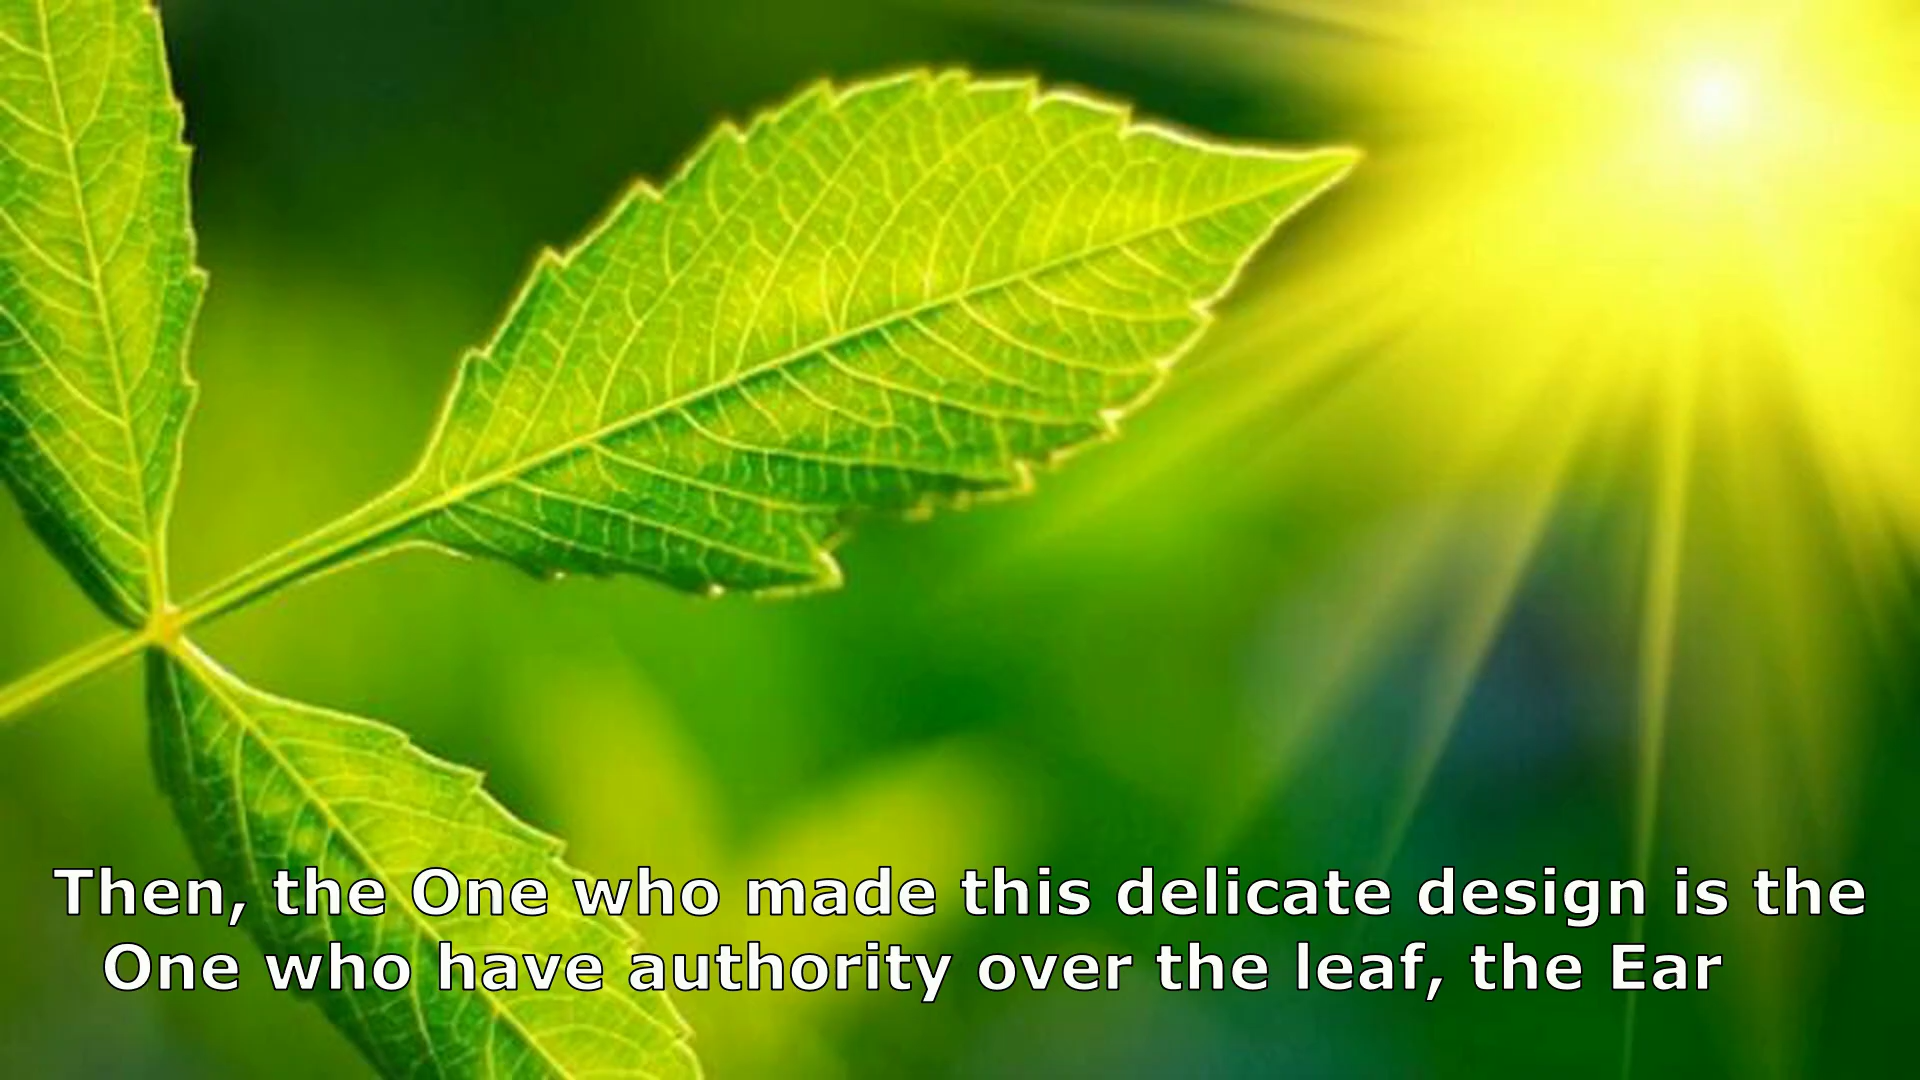 Then, the One who made this delicate design is the
One who have authority over the leaf, the Ear